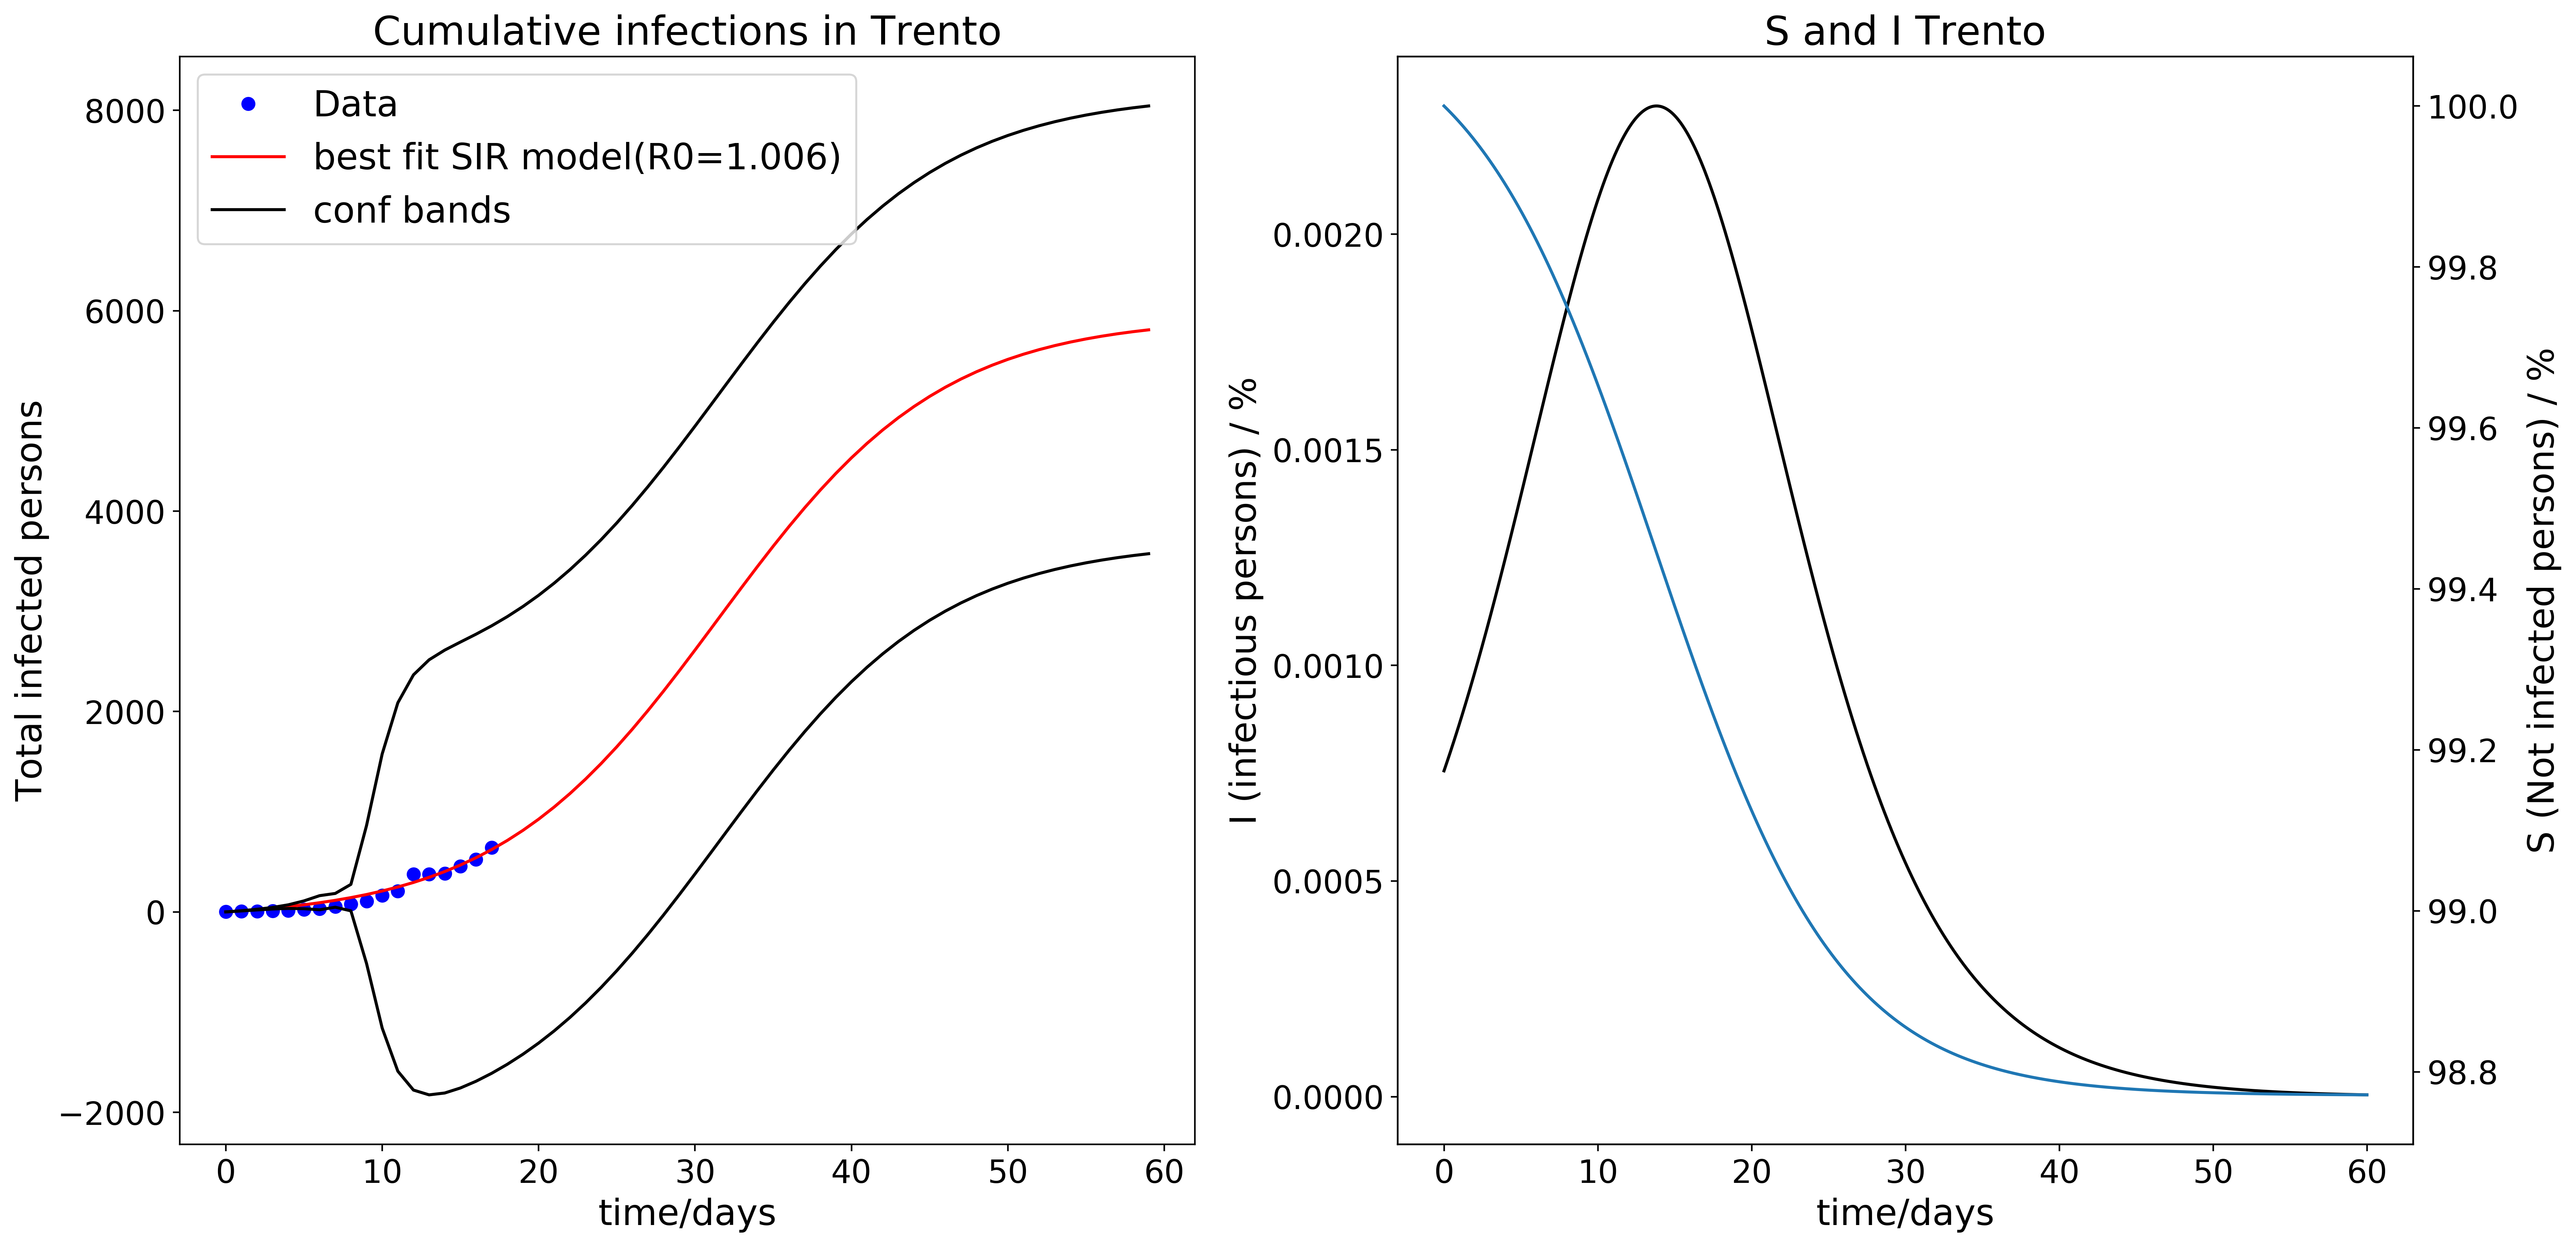 Cumulative infections in Trento
Data
best fit SIR model(R0=1.006)
conf bands
8000
6000
4000
2000
0
−2000
Total infected persons
0 10 20 30 40 50 60
time/days
S and I Trento
0.0020
0.0015
0.0010
0.0005
0.0000
I (infectious persons) / %
100.0
99.8
99.6
99.4
99.2
99.0
98.8
S (Not infected persons) / %
0 10 20 30 40 50 60
time/days